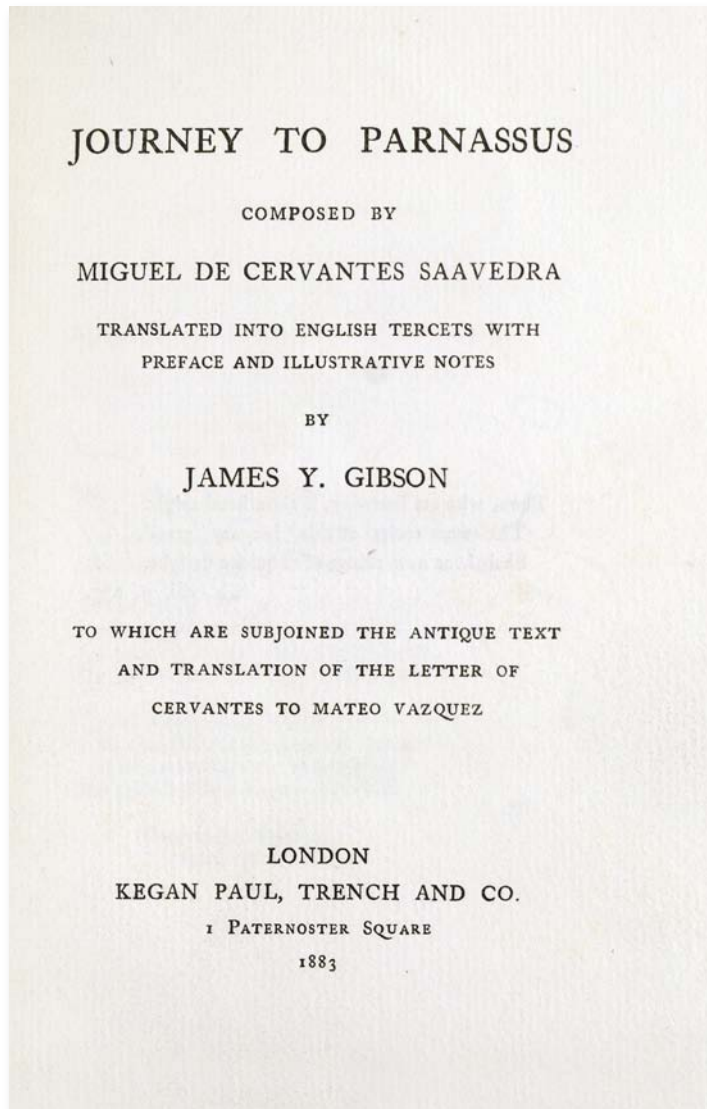 JOURNEY TO PARNASSUS
COMPOSED BY
MIGUEL DE CERVANTES SAAVEDRA
TRANSLATED INTO ENGLISH TERCETS WITH
PREFACE AND ILLUSTRATIVE NOTES
BY
JAMES Y. GIBSON
TO WHICH ARE SUBJOINED THE ANTIQUE TEXT
AND TRANSLATION OF THE LETTER OF
CERVANTES TO MATEO VAZQUEZ
LONDON
KEGAN PAUL, TRENCH AND CO.
1 PATERNOSTER SQUARE
1883